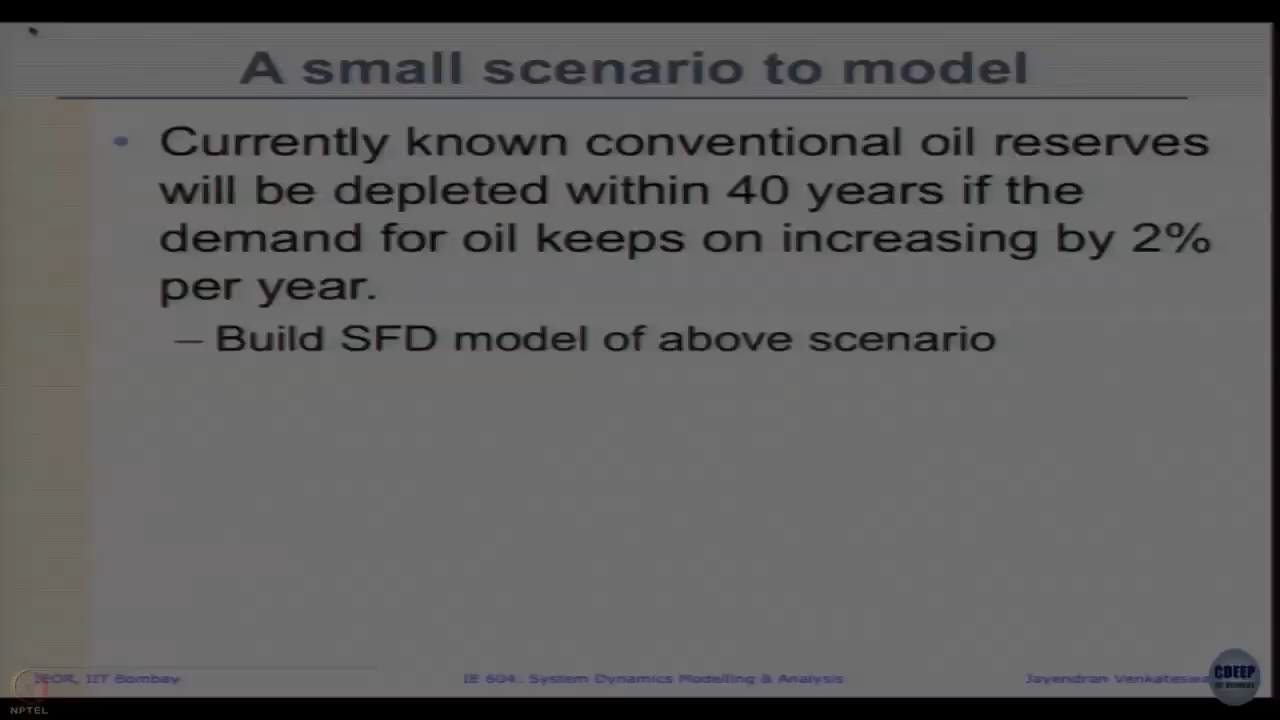 A small scenario to model
• Currently known conventional oil reserves
will be depleted within 40 years if the
demand for oil keeps on increasing by 2%
per year.
– Build SFD model of above scenario
IEOR, IIT Bombay
IE 604. System Dynamics Modelling & Analysis
Jayendran
CDEEP
NPTEL